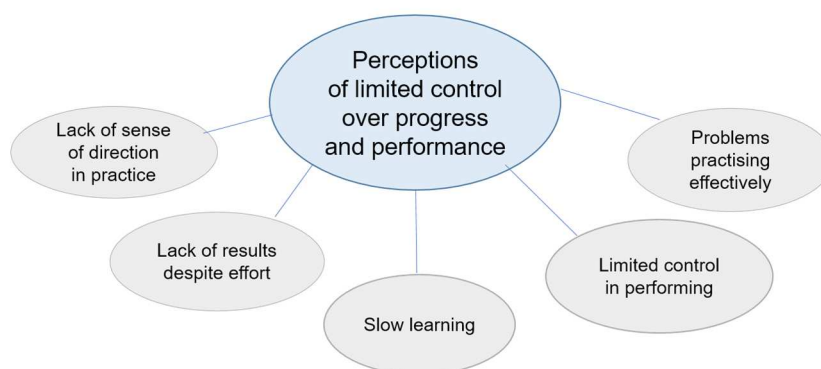 Perceptions
of limited control
over progress
and performance
Lack of sense
of direction
in practice
Problems
practising
effectively
Lack of results
despite effort
Limited control
in performing
Slow learning